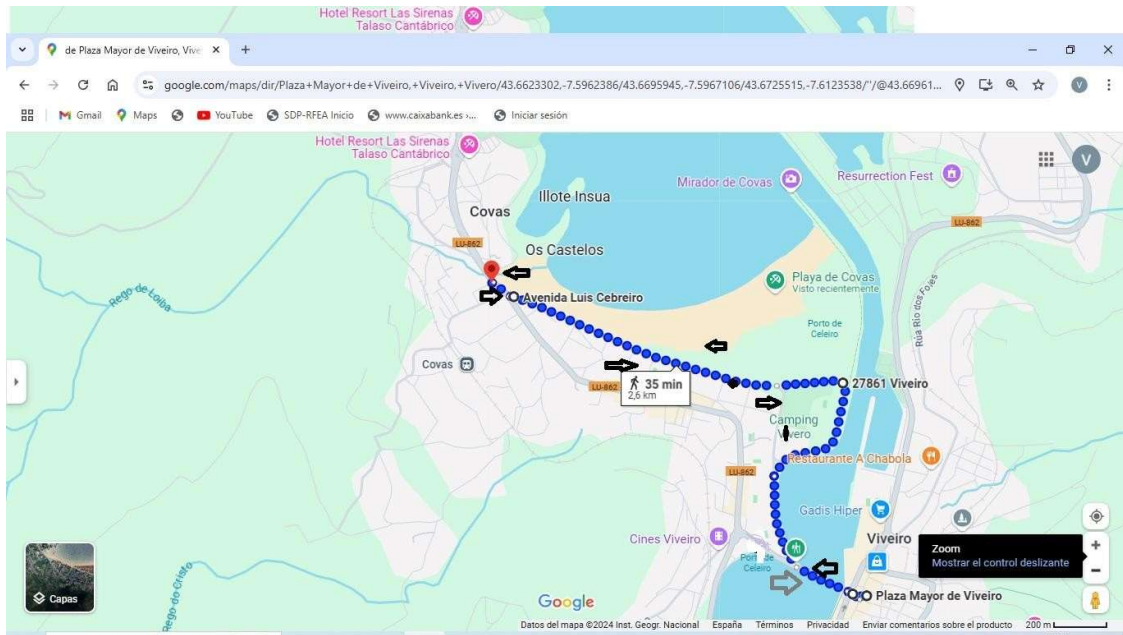 Hotel Resort Las Sirenas
Talaso Cantábrico
de Plaza Mayor de Viveiro, Vive
google.com/maps/dir/Plaza+Mayor+de+Viveiro,+Viveiro,+Vivero/43.6623302,-7.5962386/43.6695945,-7.5967106/43.6725515,-7.6123538/''/@43.66961...
V
Gmail
Maps
YouTube
SDP-RFEA Inicio
www.caixabank.es ›...
Iniciar sesión
Hotel Resort Las Sirenas
Talaso Cantábrico
V
Mirador de Covas
Resurrection Fest
Illote Insua
Covas
LU-862
LU-862
Os Castelos
Playa de Covas
Visto recientemente
Rego de Loiba
Avenida Luis Cebreiro
Rúa Río dos Foles
Porto de
Celeiro
Covas
LU-862
35 min
2,6 km
27861 Viveiro
Camping
Vivero
Restaurante A Chabola
LU-862
Gadis Hiper
Cines Viveiro
Viveiro
Porto de
Celeiro
Zoom
Mostrar el control deslizante
Rego do Cristo
Plaza Mayor de Viveiro
Capas
Google
Datos del mapa ©2024 Inst. Geogr. Nacional España Términos Privacidad Enviar comentarios sobre el producto 200 m